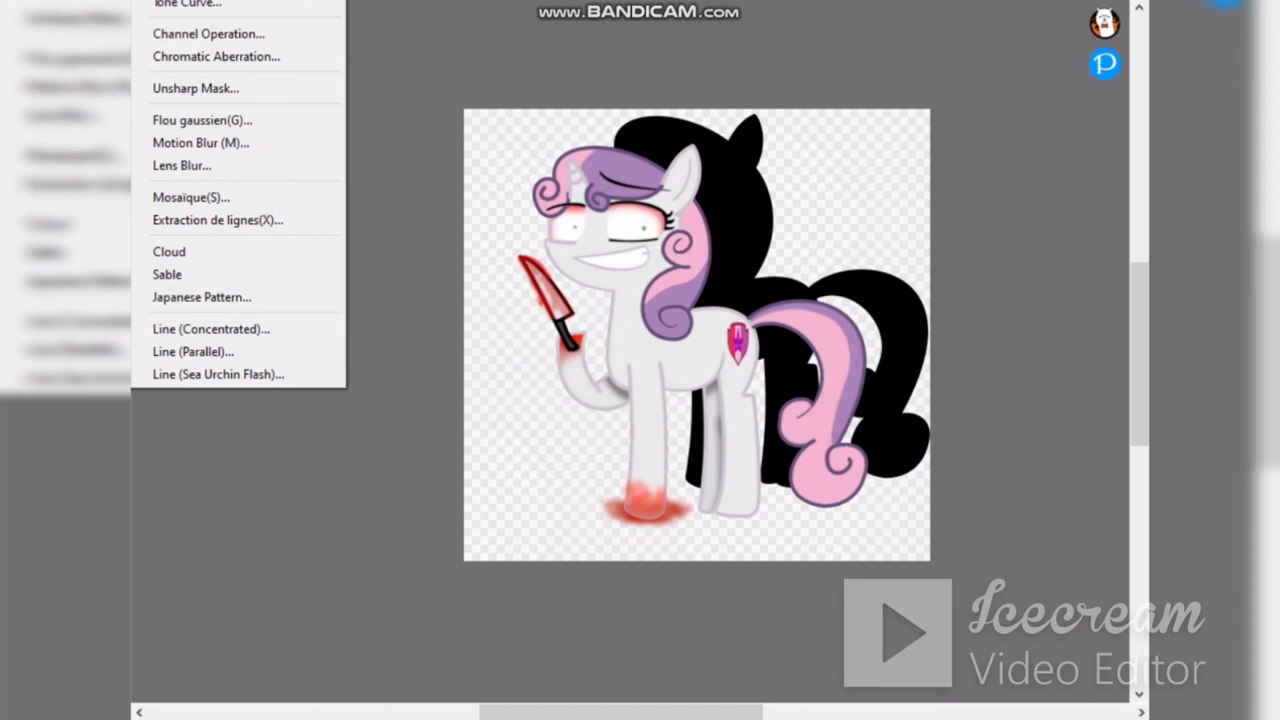 www.BANDICAM.com
Tone Curve...
Channel Operation...
Chromatic Aberration...
Unsharp Mask...
Flou gaussien(G)...
Motion Blur (M)...
Lens Blur...
Mosaïque(S)...
Extraction de lignes(X)...
Cloud
Sable
Japanese Pattern...
Line (Concentrated)...
Line (Parallel)...
Line (Sea Urchin Flash)...
P
Icecream
Video Editor